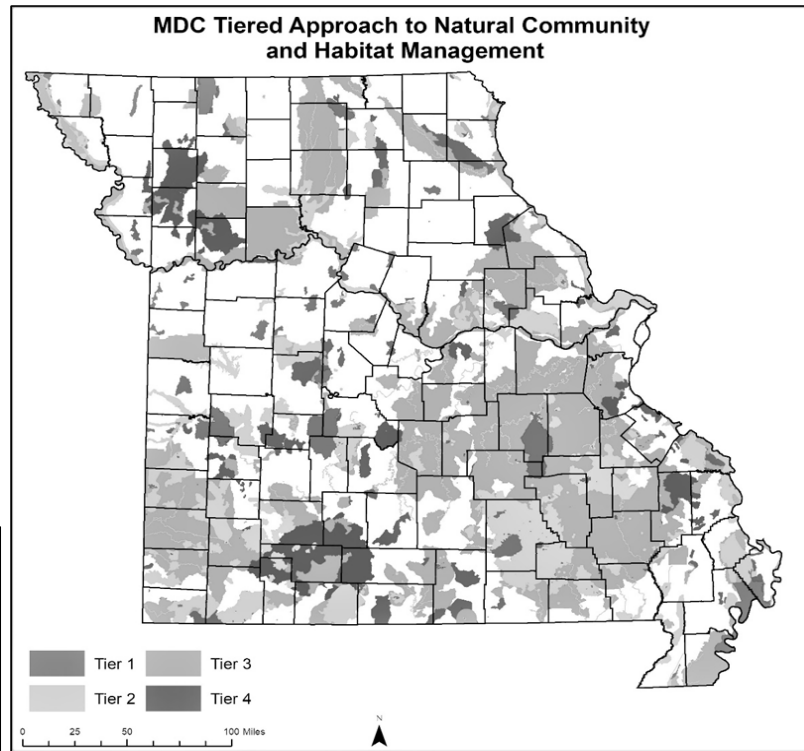 MDC Tiered Approach to Natural Community
and Habitat Management
Tier 1 Tier 3
Tier 2 Tier 4
0 25 50 100 Miles
N